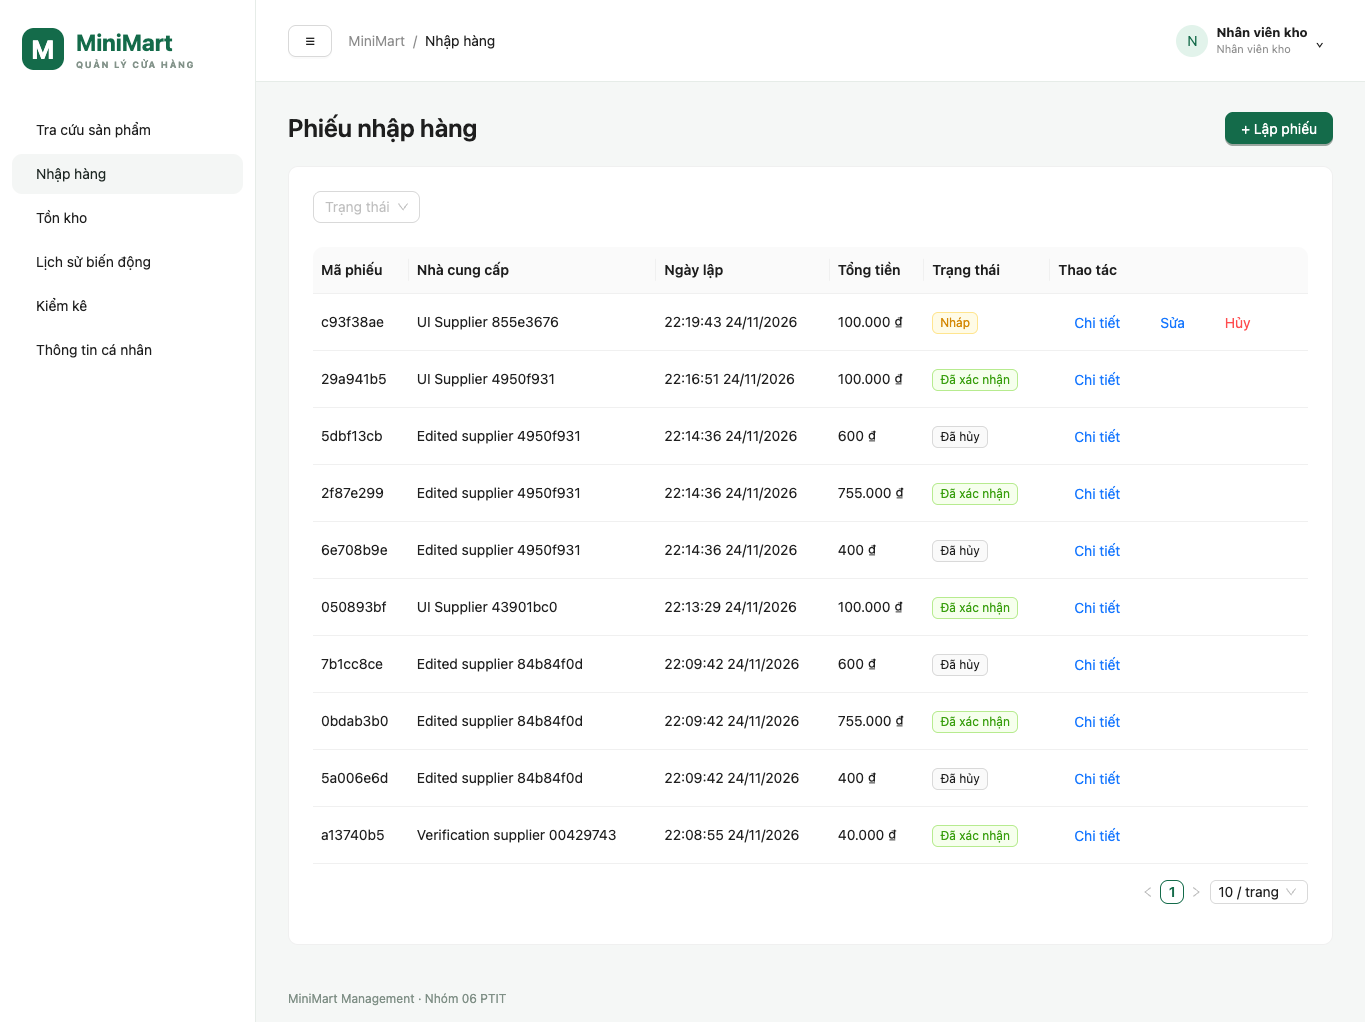 M MiniMart
QUẢN LÝ CỬA HÀNG
Tra cứu sản phẩm
Nhập hàng
Tồn kho
Lịch sử biến động
Kiểm kê
Thông tin cá nhân
≡ MiniMart / Nhập hàng
N Nhân viên kho
Nhân viên kho
Phiếu nhập hàng
+ Lập phiếu
Trạng thái
Mã phiếu Nhà cung cấp Ngày lập Tổng tiền Trạng thái Thao tác
c93f38ae UI Supplier 855e3676 22:19:43 24/11/2026 100.000 ₫ Nháp Chi tiết Sửa Hủy
29a941b5 UI Supplier 4950f931 22:16:51 24/11/2026 100.000 ₫ Đã xác nhận Chi tiết
5dbf13cb Edited supplier 4950f931 22:14:36 24/11/2026 600 ₫ Đã hủy Chi tiết
2f87e299 Edited supplier 4950f931 22:14:36 24/11/2026 755.000 ₫ Đã xác nhận Chi tiết
6e708b9e Edited supplier 4950f931 22:14:36 24/11/2026 400 ₫ Đã hủy Chi tiết
050893bf UI Supplier 43901bc0 22:13:29 24/11/2026 100.000 ₫ Đã xác nhận Chi tiết
7b1cc8ce Edited supplier 84b84f0d 22:09:42 24/11/2026 600 ₫ Đã hủy Chi tiết
0bdab3b0 Edited supplier 84b84f0d 22:09:42 24/11/2026 755.000 ₫ Đã xác nhận Chi tiết
5a006e6d Edited supplier 84b84f0d 22:09:42 24/11/2026 400 ₫ Đã hủy Chi tiết
a13740b5 Verification supplier 00429743 22:08:55 24/11/2026 40.000 ₫ Đã xác nhận Chi tiết
< 1 > 10 / trang
MiniMart Management · Nhóm 06 PTIT